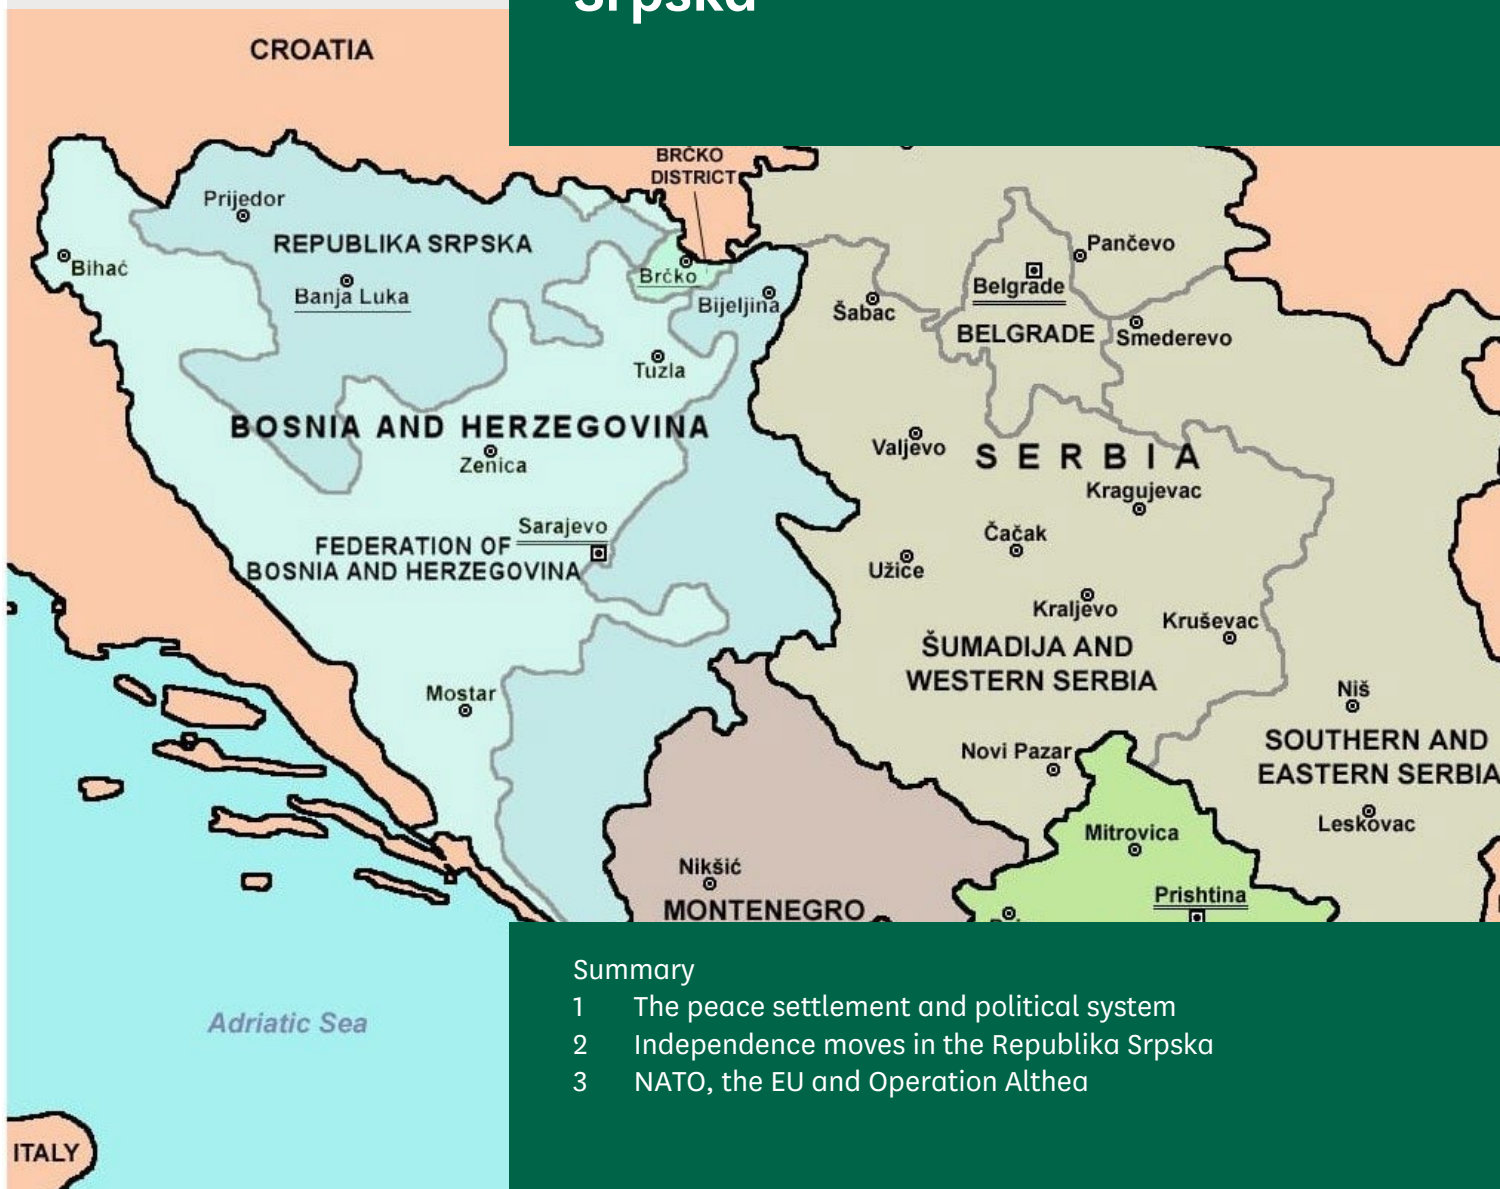 Srpska
CROATIA
BRČKO
DISTRICT
Prijedor
REPUBLIKA SRPSKA
Bihać
Banja Luka
Brčko
Bijeljina
Tuzla
BOSNIA AND HERZEGOVINA
Zenica
Sarajevo
FEDERATION OF
BOSNIA AND HERZEGOVINA
Mostar
Pančevo
Belgrade
Šabac
BELGRADE
Smederevo
Valjevo
SERBIA
Kragujevac
Čačak
Užice
Kraljevo
Kruševac
ŠUMADIJA AND
WESTERN SERBIA
Niš
Novi Pazar
SOUTHERN AND
EASTERN SERBIA
Leskovac
Mitrovica
Nikšić
Prishtina
MONTENEGRO
Adriatic Sea
ITALY
Summary
1 The peace settlement and political system
2 Independence moves in the Republika Srpska
3 NATO, the EU and Operation Althea